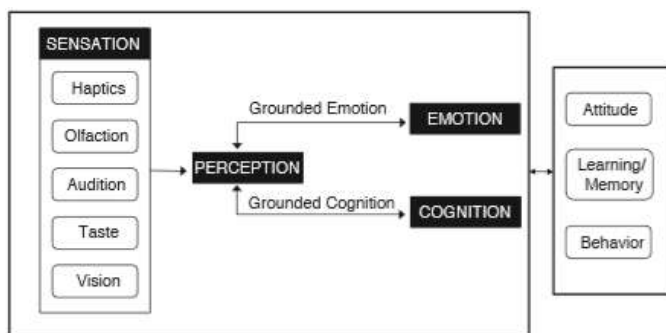 SENSATION
Haptics
Olfaction
Audition
Taste
Vision
PERCEPTION
Grounded Emotion
EMOTION
Grounded Cognition
COGNITION
Attitude
Learning/
Memory
Behavior